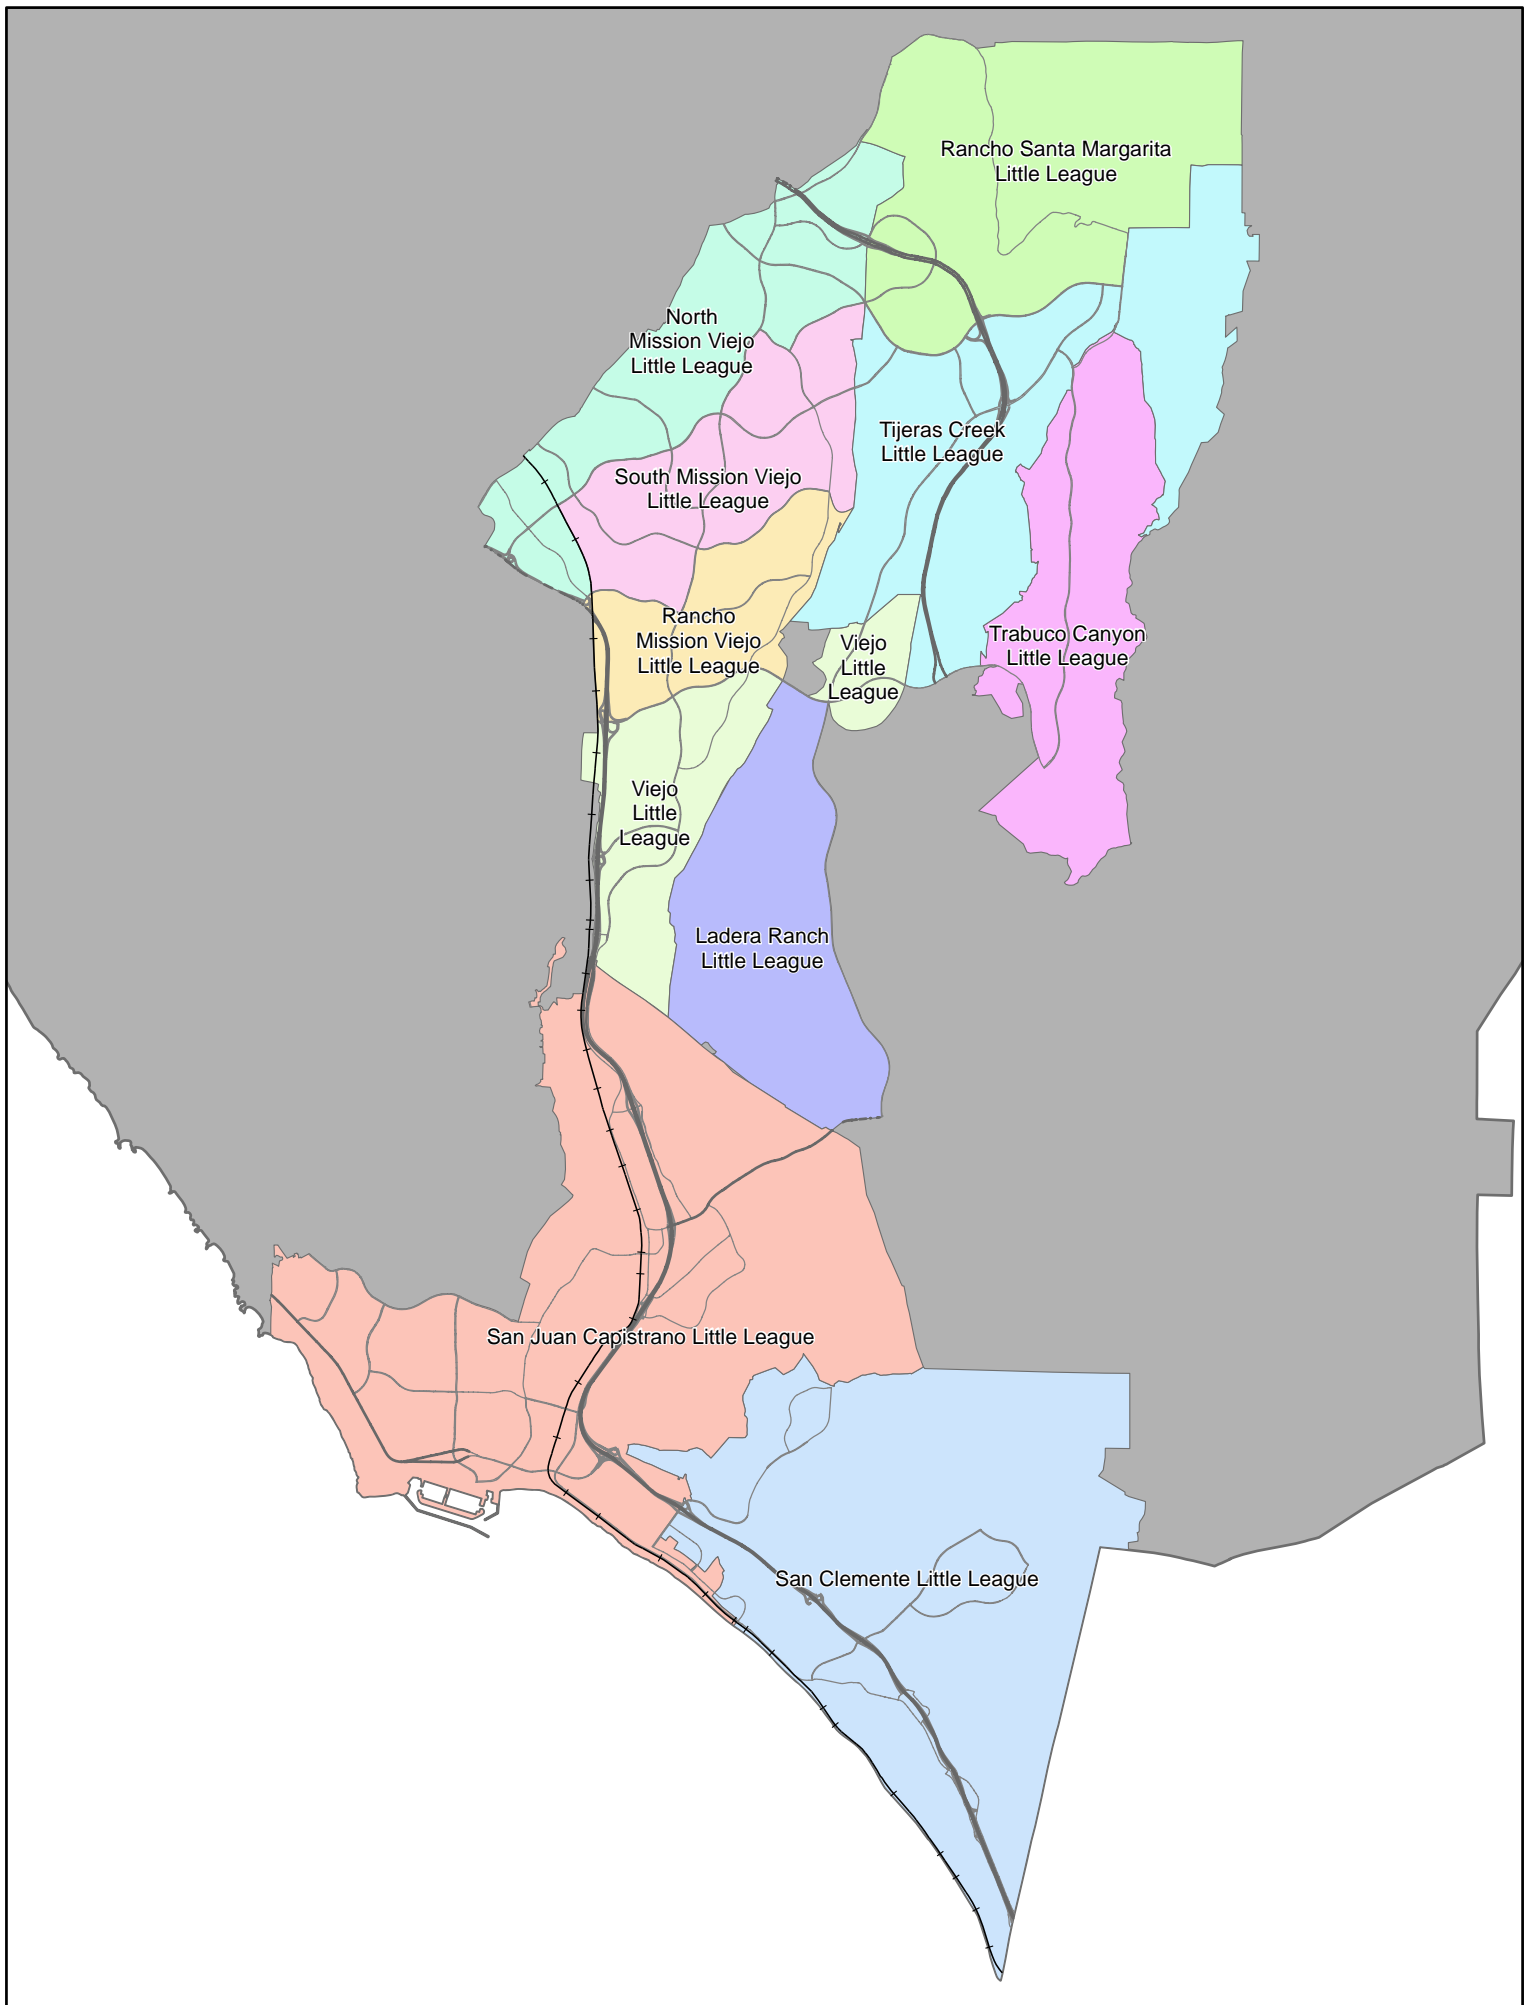 Rancho Santa Margarita
Little League
North
Mission Viejo
Little League
Tijeras Creek
Little League
South Mission Viejo
Little League
Rancho
Mission Viejo
Little League
Viejo
Little
League
Trabuco Canyon
Little League
Viejo
Little
League
Ladera Ranch
Little League
San Juan Capistrano Little League
San Clemente Little League